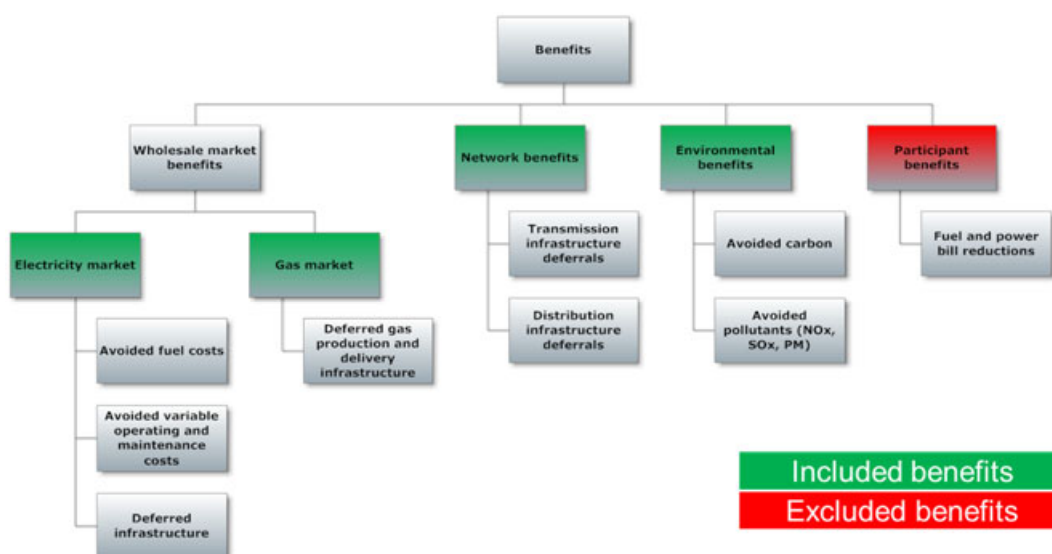 Benefits
Wholesale market
benefits
Network benefits
Environmental
benefits
Participant
benefits
Electricity market
Gas market
Transmission
infrastructure
deferrals
Avoided carbon
Fuel and power
bill reductions
Avoided fuel costs
Deferred gas
production and
delivery
infrastructure
Distribution
infrastructure
deferrals
Avoided
pollutants (NOx,
SOx, PM)
Avoided variable
operating and
maintenance
costs
Deferred
infrastructure
Included benefits
Excluded benefits